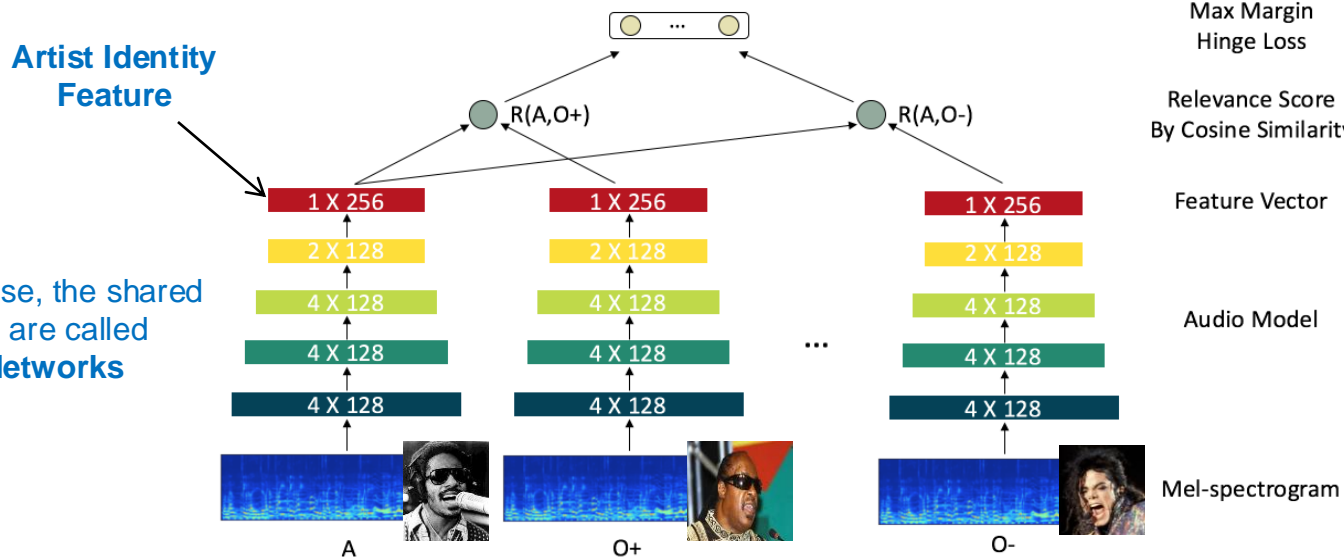 Artist Identity
Feature
se, the shared
are called
Networks
...
R(A,O+)
R(A,O-)
Max Margin
Hinge Loss
Relevance Score
By Cosine Similarity
1 X 256
1 X 256
1 X 256
Feature Vector
2 X 128
2 X 128
2 X 128
4 X 128
4 X 128
4 X 128
Audio Model
4 X 128
4 X 128
...
4 X 128
4 X 128
4 X 128
4 X 128
Mel-spectrogram
A
O+
O-